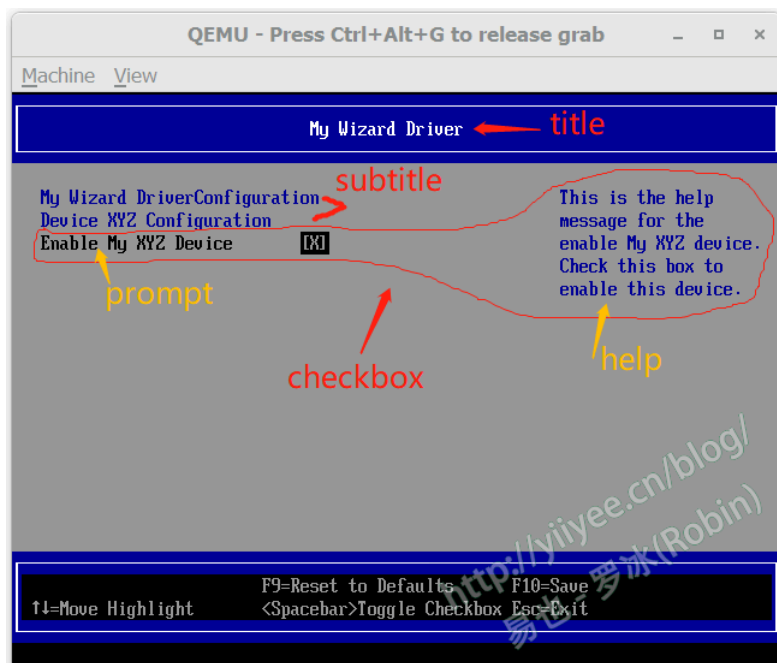 QEMU - Press Ctrl+Alt+G to release grab
Machine View
My Wizard Driver
title
My Wizard DriverConfiguration
subtitle
Device XYZ Configuration
Enable My XYZ Device [X]
This is the help
message for the
enable My XYZ device.
Check this box to
enable this device.
prompt
checkbox
help
F9=Reset to Defaults F10=Save
↑↓=Move Highlight <Spacebar>Toggle Checkbox Esc=Exit
http://yiiyee.cn/blog/
易也 - 罗冰(Robin)